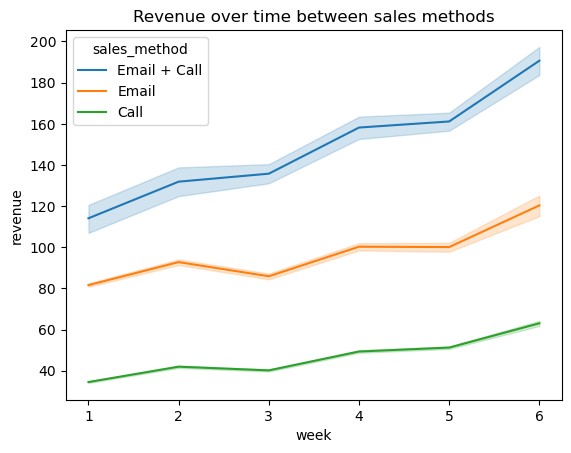 Revenue over time between sales methods
200
180
160
140
120
100
80
60
40
revenue
sales_method
Email + Call
Email
Call
1 2 3 4 5 6
week